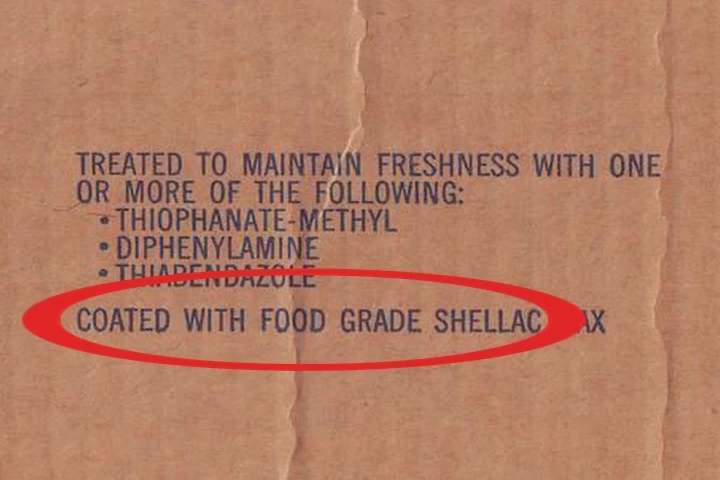 TREATED TO MAINTAIN FRESHNESS WITH ONE
OR MORE OF THE FOLLOWING:
• THIOPHANATE-METHYL
• DIPHENYLAMINE
• THIABENDAZOLE
COATED WITH FOOD GRADE SHELLAC